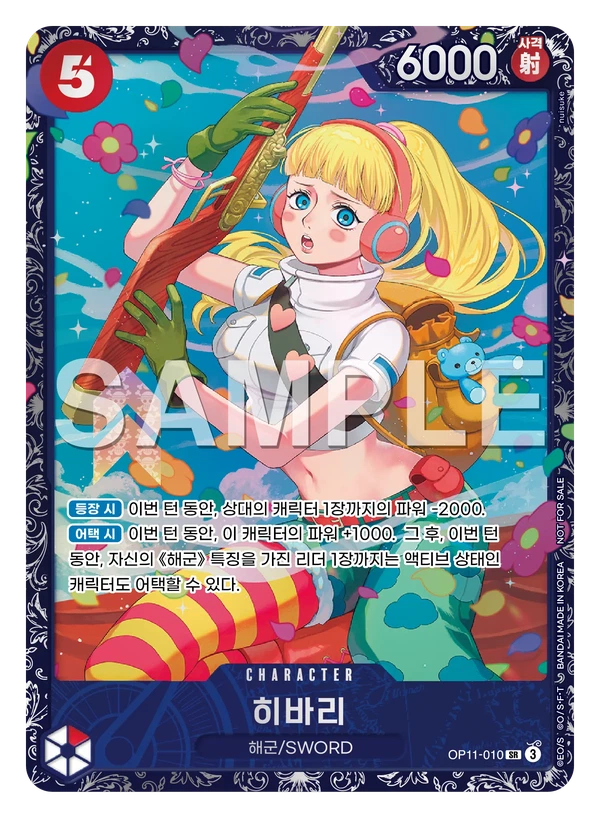 5
6000
사격
射
nuisuke
SAMPLE
등장 시 이번 턴 동안, 상대의 캐릭터 1장까지의 파워 -2000.
어택 시 이번 턴 동안, 이 캐릭터의 파워 +1000. 그 후, 이번 턴
동안, 자신의 《해군》 특징을 가진 리더 1장까지는 액티브 상태인
캐릭터도 어택할 수 있다.
CHARACTER
히바리
해군/SWORD
OP11-010 SR 3
©EO/S ©O/S·F·T BANDAI MADE IN KOREA NOT FOR SALE